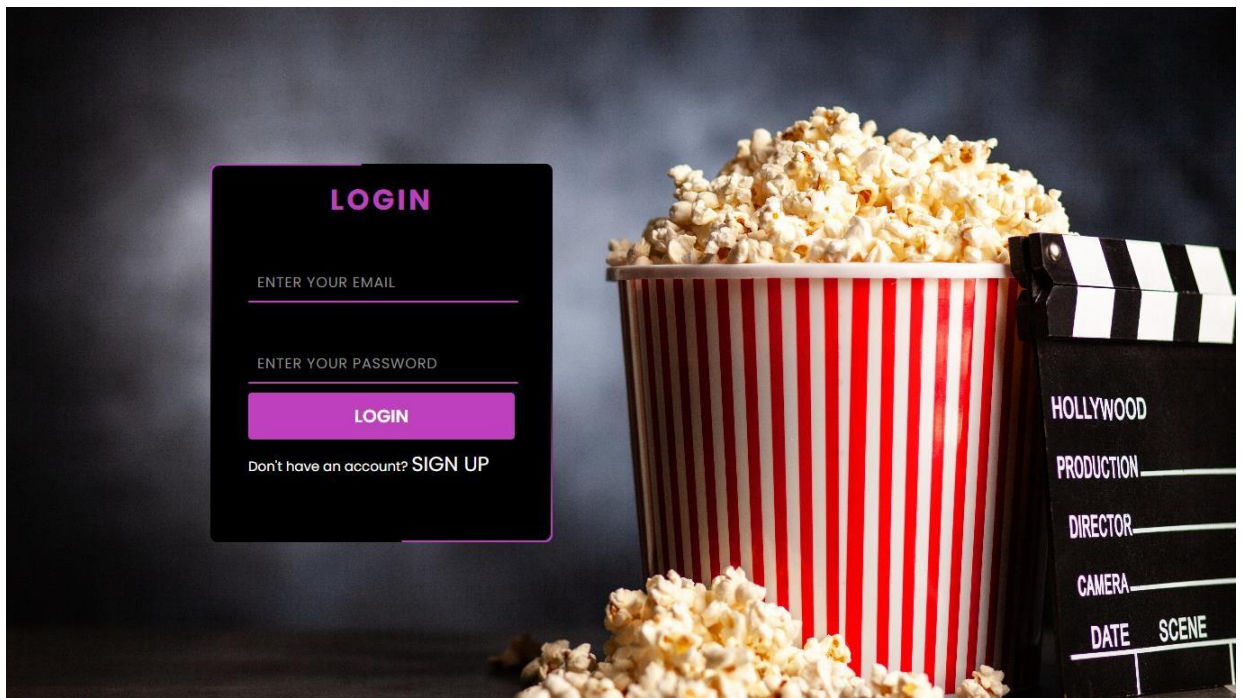 LOGIN
ENTER YOUR EMAIL
ENTER YOUR PASSWORD
LOGIN
Don't have an account? SIGN UP
HOLLYWOOD
PRODUCTION
DIRECTOR
CAMERA
DATE SCENE